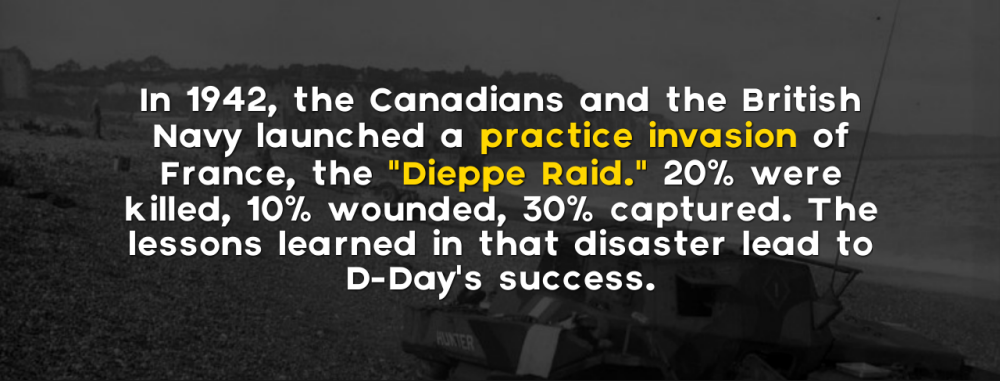 In 1942, the Canadians and the British
Navy launched a practice invasion of
France, the "Dieppe Raid." 20% were
killed, 10% wounded, 30% captured. The
lessons learned in that disaster lead to
D-Day's success.
HUNTER